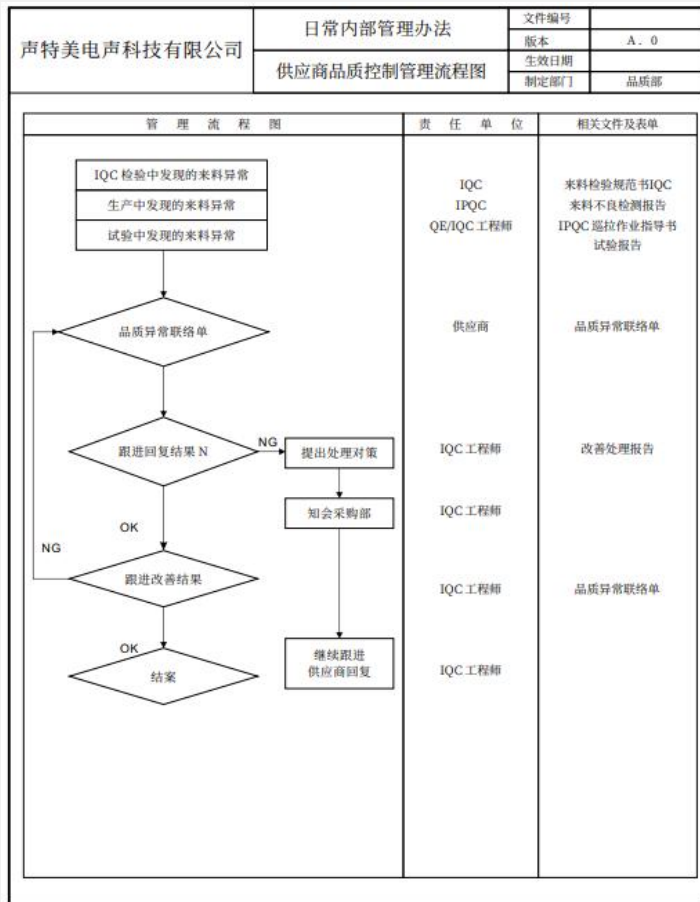 声特美电声科技有限公司
日常内部管理办法
供应商品质控制管理流程图
文件编号
版本 A．0
生效日期
制定部门 品质部
管 理 流 程 图 责 任 单 位 相关文件及表单
IQC 检验中发现的来料异常
生产中发现的来料异常
试验中发现的来料异常
IQC 来料检验规范书IQC
IPQC 来料不良检测报告
QE/IQC 工程师 IPQC 巡拉作业指导书
试验报告
品质异常联络单 供应商 品质异常联络单
跟进回复结果 N NG 提出处理对策 IQC 工程师 改善处理报告
知会采购部 IQC 工程师
OK
NG
跟进改善结果 IQC 工程师 品质异常联络单
OK
结案
继续跟进
供应商回复
IQC 工程师